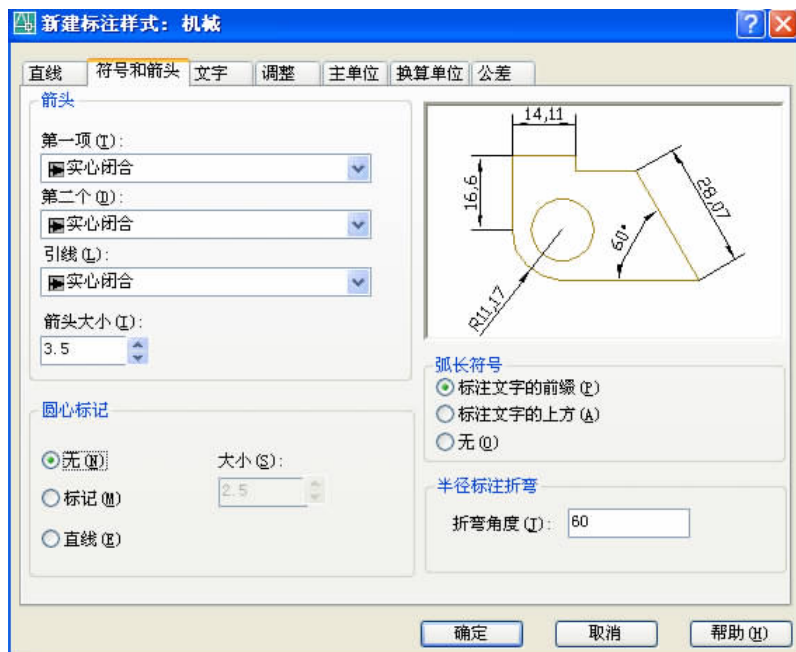 新建标注样式: 机械
直线 符号和箭头 文字 调整 主单位 换算单位 公差
箭头
第一项(T):
实心闭合
第二个(D):
实心闭合
引线(L):
实心闭合
箭头大小(I):
3.5
圆心标记
无(N)
标记(M)
直线(E)
大小(S):
2.5
14,11
16,6
28,07
60°
R11,17
弧长符号
标注文字的前缀(P)
标注文字的上方(A)
无(O)
半径标注折弯
折弯角度(J): 60
确定 取消 帮助(H)